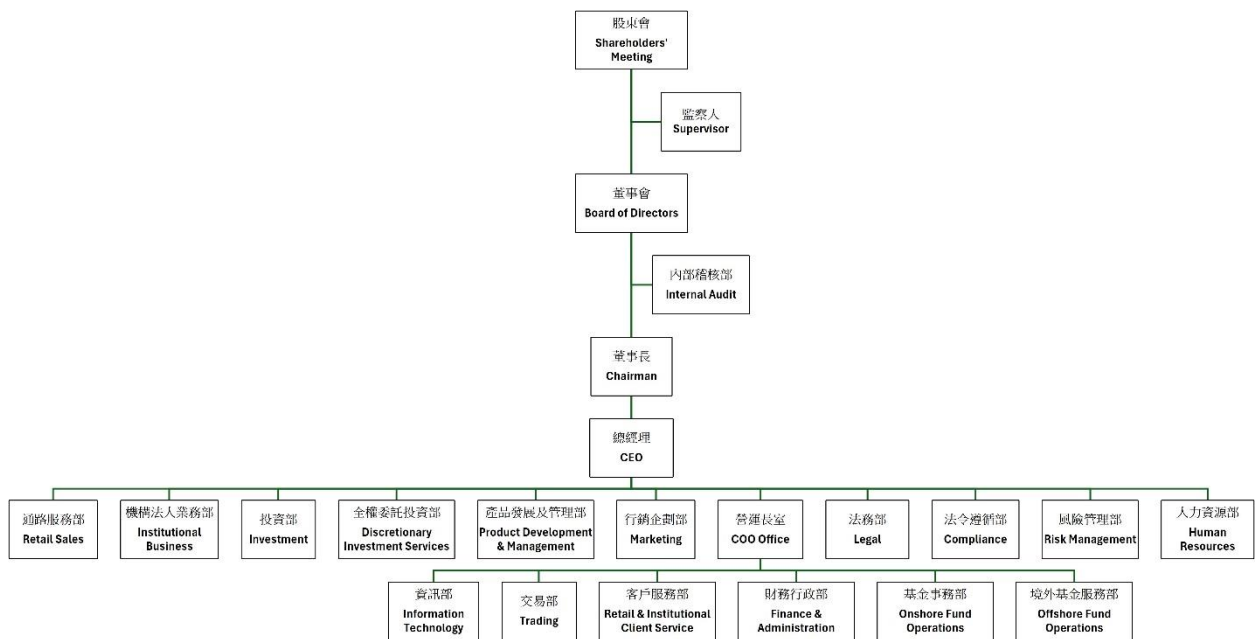 股東會
Shareholders'
Meeting
監察人
Supervisor
董事會
Board of Directors
內部稽核部
Internal Audit
董事長
Chairman
總經理
CEO
通路服務部
Retail Sales
機構法人業務部
Institutional
Business
投資部
Investment
全權委託投資部
Discretionary
Investment Services
產品發展及管理部
Product Development
& Management
行銷企劃部
Marketing
營運長室
COO Office
法務部
Legal
法令遵循部
Compliance
風險管理部
Risk Management
人力資源部
Human
Resources
資訊部
Information
Technology
交易部
Trading
客戶服務部
Retail & Institutional
Client Service
財務行政部
Finance &
Administration
基金事務部
Onshore Fund
Operations
境外基金服務部
Offshore Fund
Operations